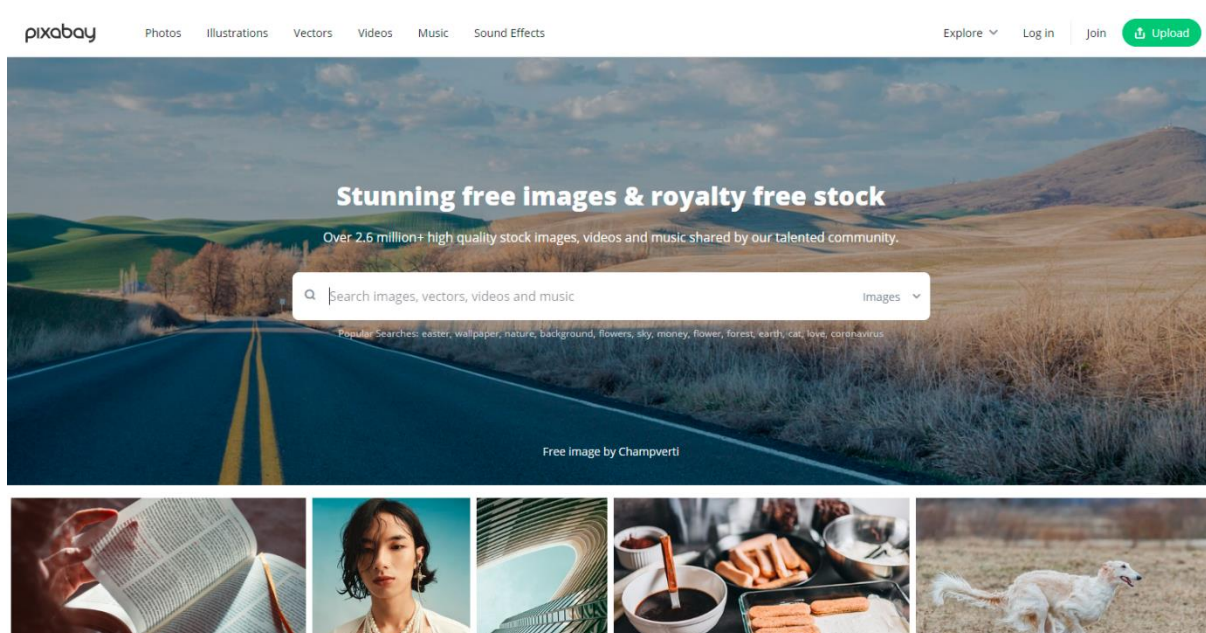 pixabay Photos Illustrations Vectors Videos Music Sound Effects Explore Log in Join Upload
Stunning free images & royalty free stock
Over 2.6 million+ high quality stock images, videos and music shared by our talented community.
Search images, vectors, videos and music Images
Popular Searches: easter, wallpaper, nature, background, flowers, sky, money, flower, forest, earth, cat, love, coronavirus
Free image by Champverti